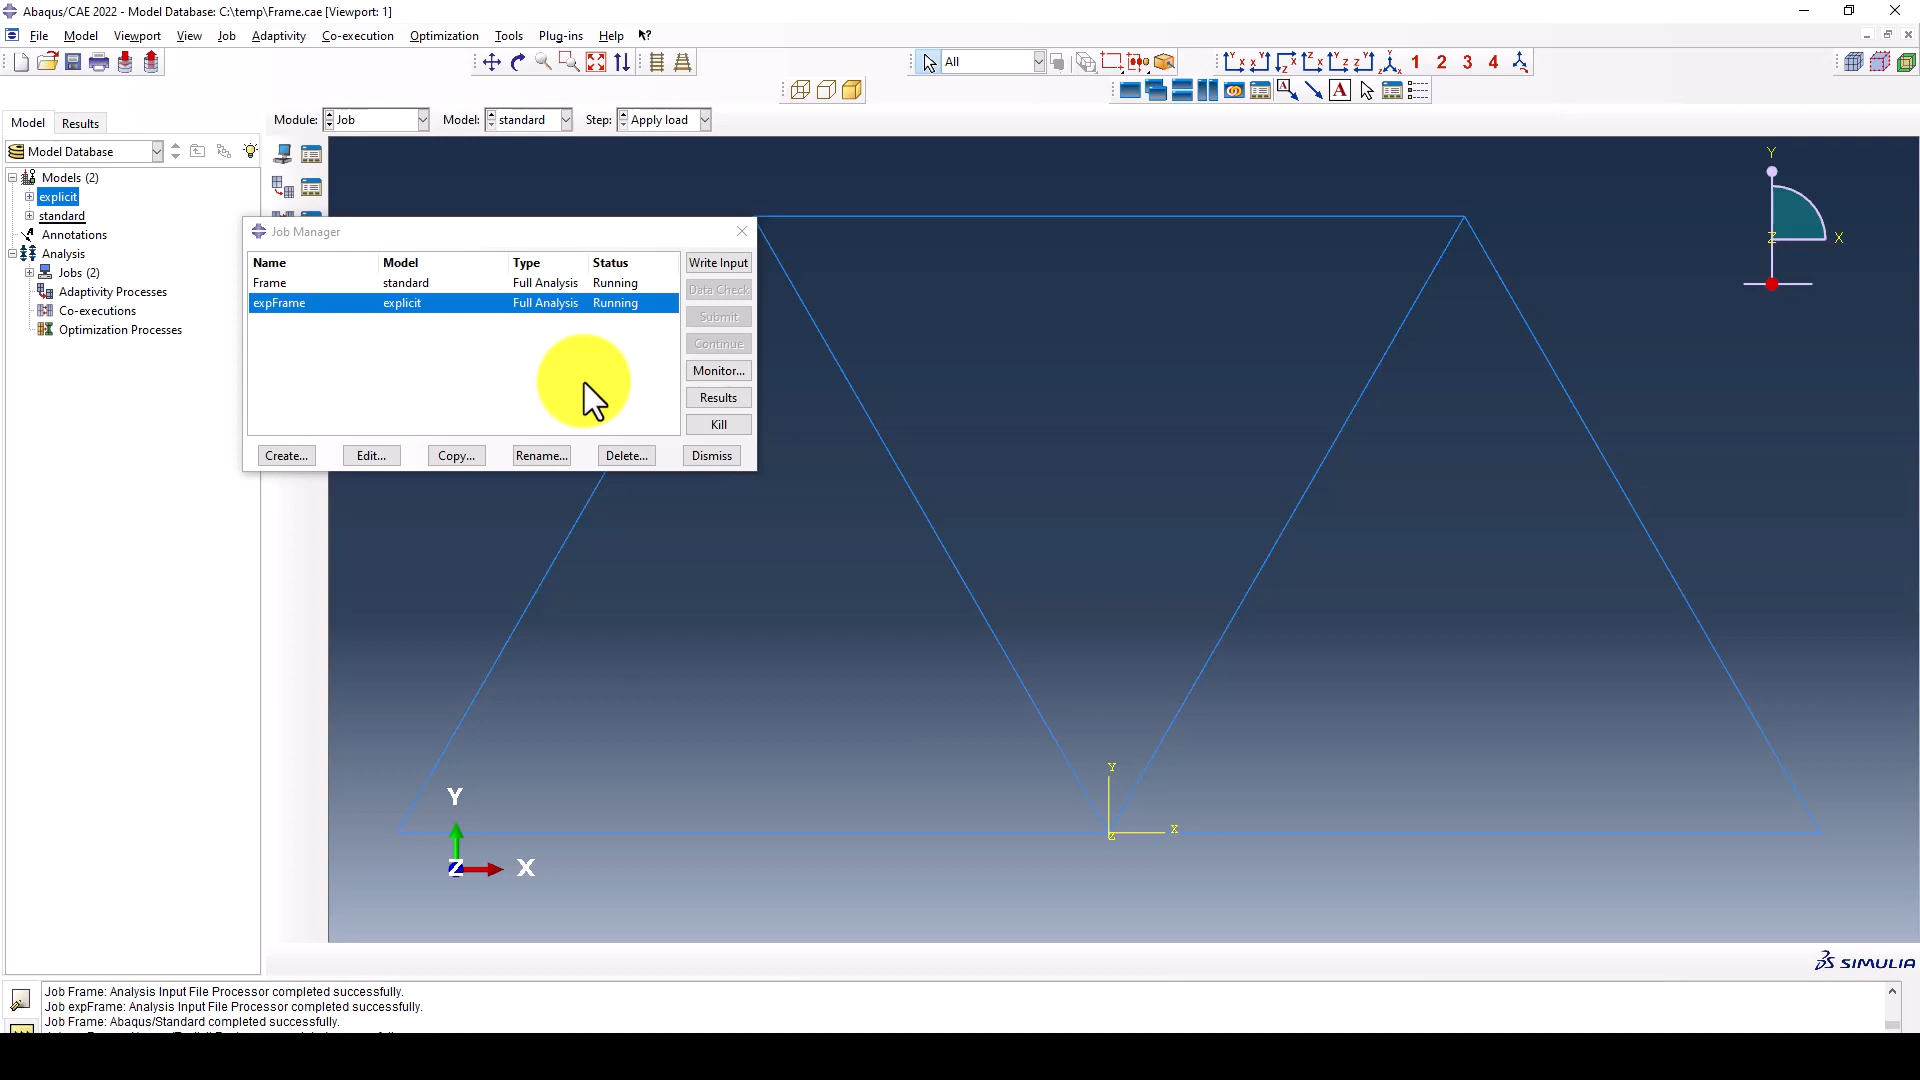 Abaqus/CAE 2022 - Model Database: C:\temp\Frame.cae [Viewport: 1]
File Model Viewport View Job Adaptivity Co-execution Optimization Tools Plug-ins Help
All
1 2 3 4
Model Results
Module: Job Model: standard Step: Apply load
Model Database
Models (2)
explicit
standard
Annotations
Analysis
Jobs (2)
Adaptivity Processes
Co-executions
Optimization Processes
Job Manager
Name Model Type Status
Frame standard Full Analysis Running
expFrame explicit Full Analysis Running
Write Input
Data Check
Submit
Continue
Monitor...
Results
Kill
Create... Edit... Copy... Rename... Delete... Dismiss
Y
Z X
Y
X
Z
Y
Z X
SIMULIA
Job Frame: Analysis Input File Processor completed successfully.
Job expFrame: Analysis Input File Processor completed successfully.
Job Frame: Abaqus/Standard completed successfully.